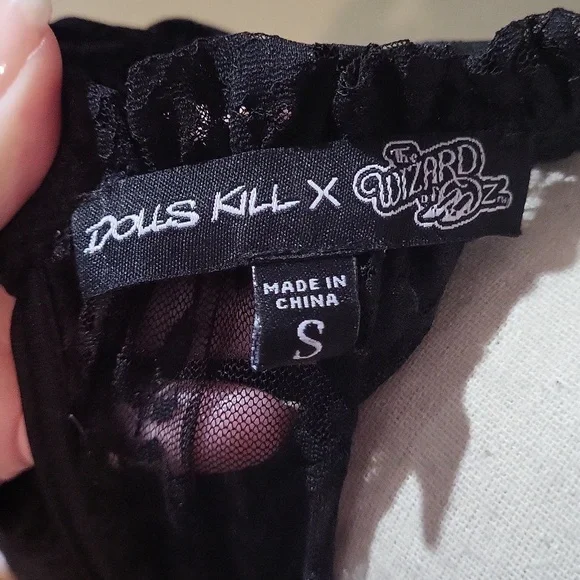 DOLLS KILL X The WIZARD of OZ
MADE IN
CHINA
S